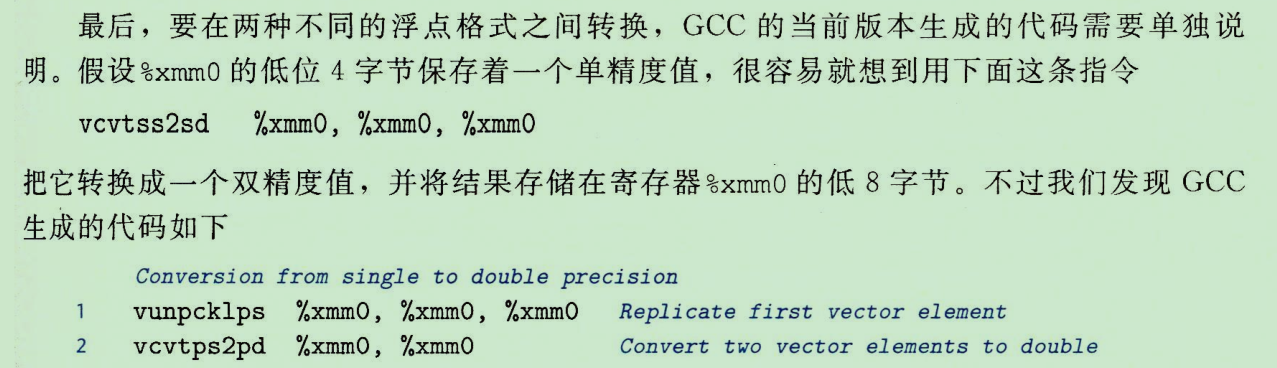 最后，要在两种不同的浮点格式之间转换，GCC 的当前版本生成的代码需要单独说
明。假设%xmm0 的低位 4 字节保存着一个单精度值，很容易就想到用下面这条指令
vcvtss2sd %xmm0, %xmm0, %xmm0
把它转换成一个双精度值，并将结果存储在寄存器%xmm0 的低 8 字节。不过我们发现 GCC
生成的代码如下
Conversion from single to double precision
1 vunpcklps %xmm0, %xmm0, %xmm0 Replicate first vector element
2 vcvtps2pd %xmm0, %xmm0 Convert two vector elements to double